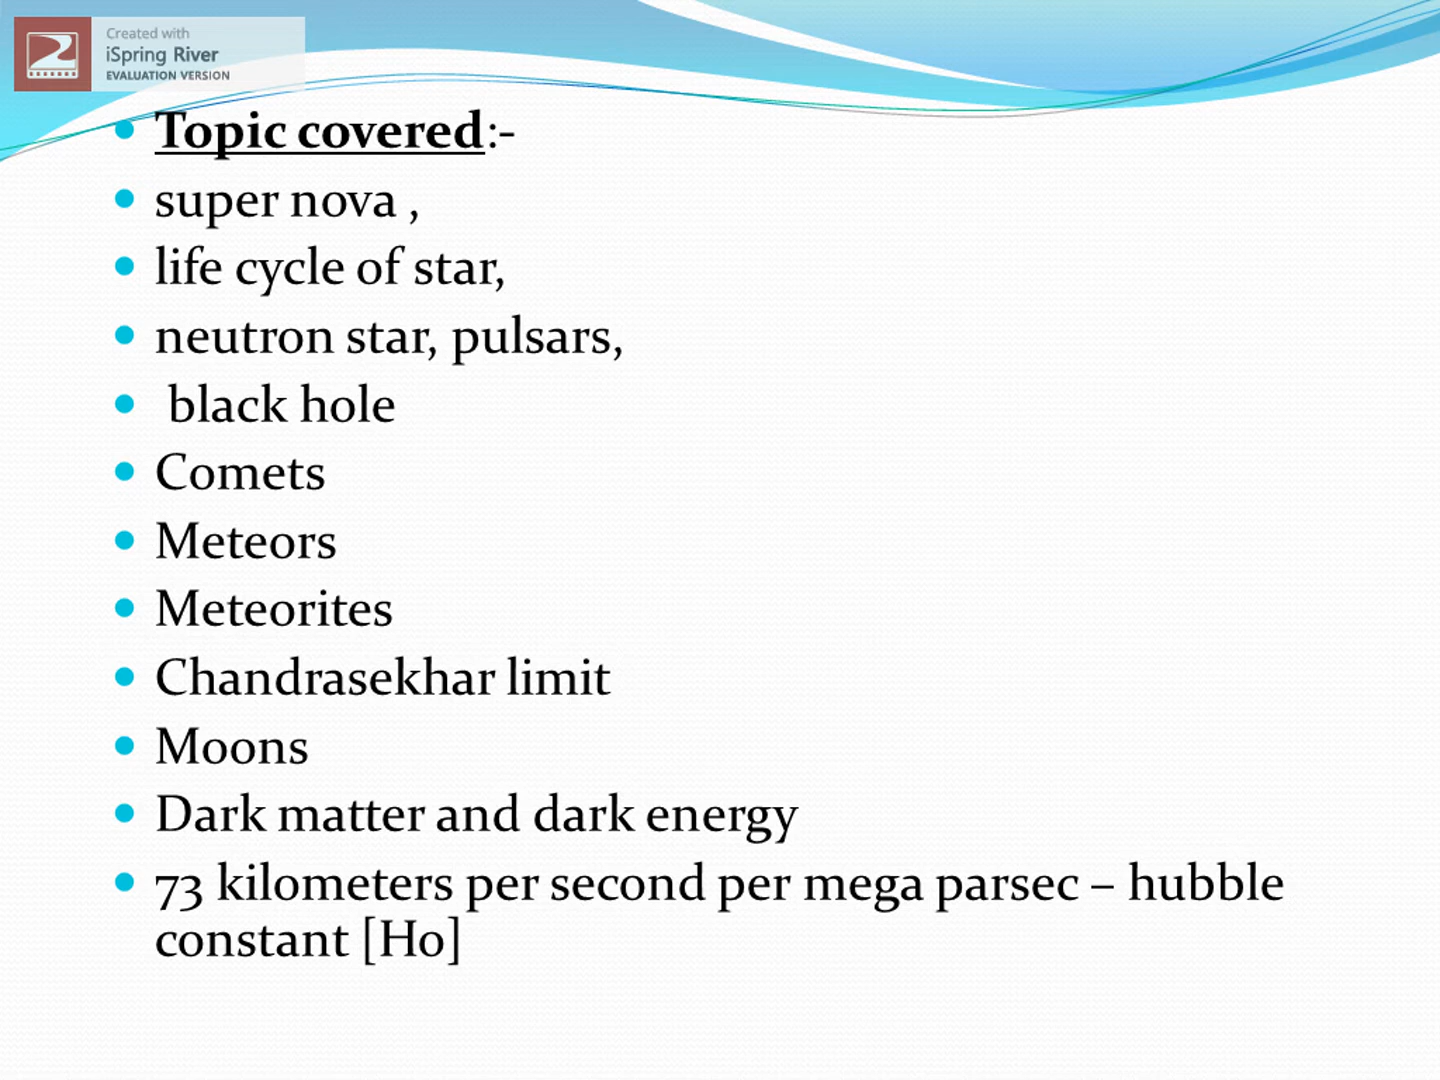 Created with
iSpring River
EVALUATION VERSION
• Topic covered:-
• super nova ,
• life cycle of star,
• neutron star, pulsars,
• black hole
• Comets
• Meteors
• Meteorites
• Chandrasekhar limit
• Moons
• Dark matter and dark energy
• 73 kilometers per second per mega parsec – hubble
constant [Ho]